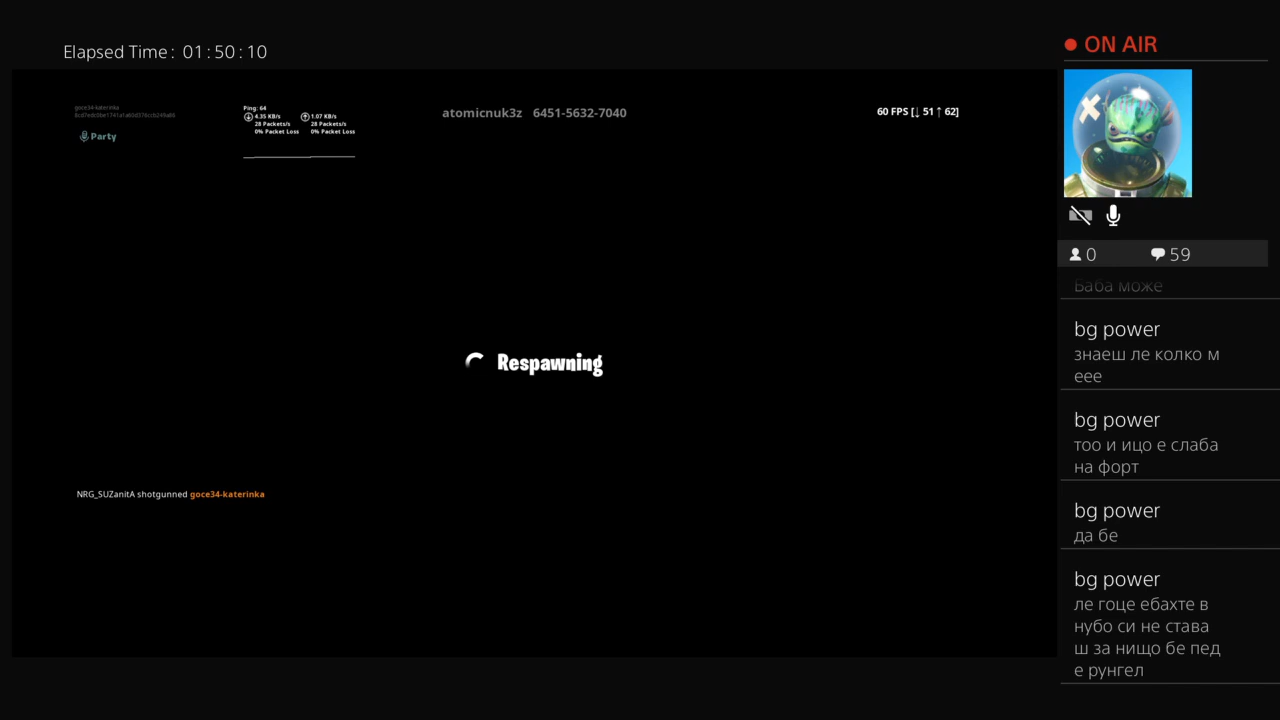 Elapsed Time: 01:50:10
ON AIR
goce34-katerinka
Party
Ping: 64
4.35 KB/s 1.07 KB/s
28 Packets/s 28 Packets/s
0% Packet Loss 0% Packet Loss
atomicnuk3z 6451-5632-7040
60 FPS [↓ 51 ↑ 62]
0 59
Баба може
bg power
знаеш ле колко м
еее
bg power
тоо и ицо е слаба
на форт
bg power
да бе
bg power
ле гоце ебахте в
нубо си не става
ш за нищо бе пед
е рунгел
Respawning
NRG_SUZanitA shotgunned goce34-katerinka